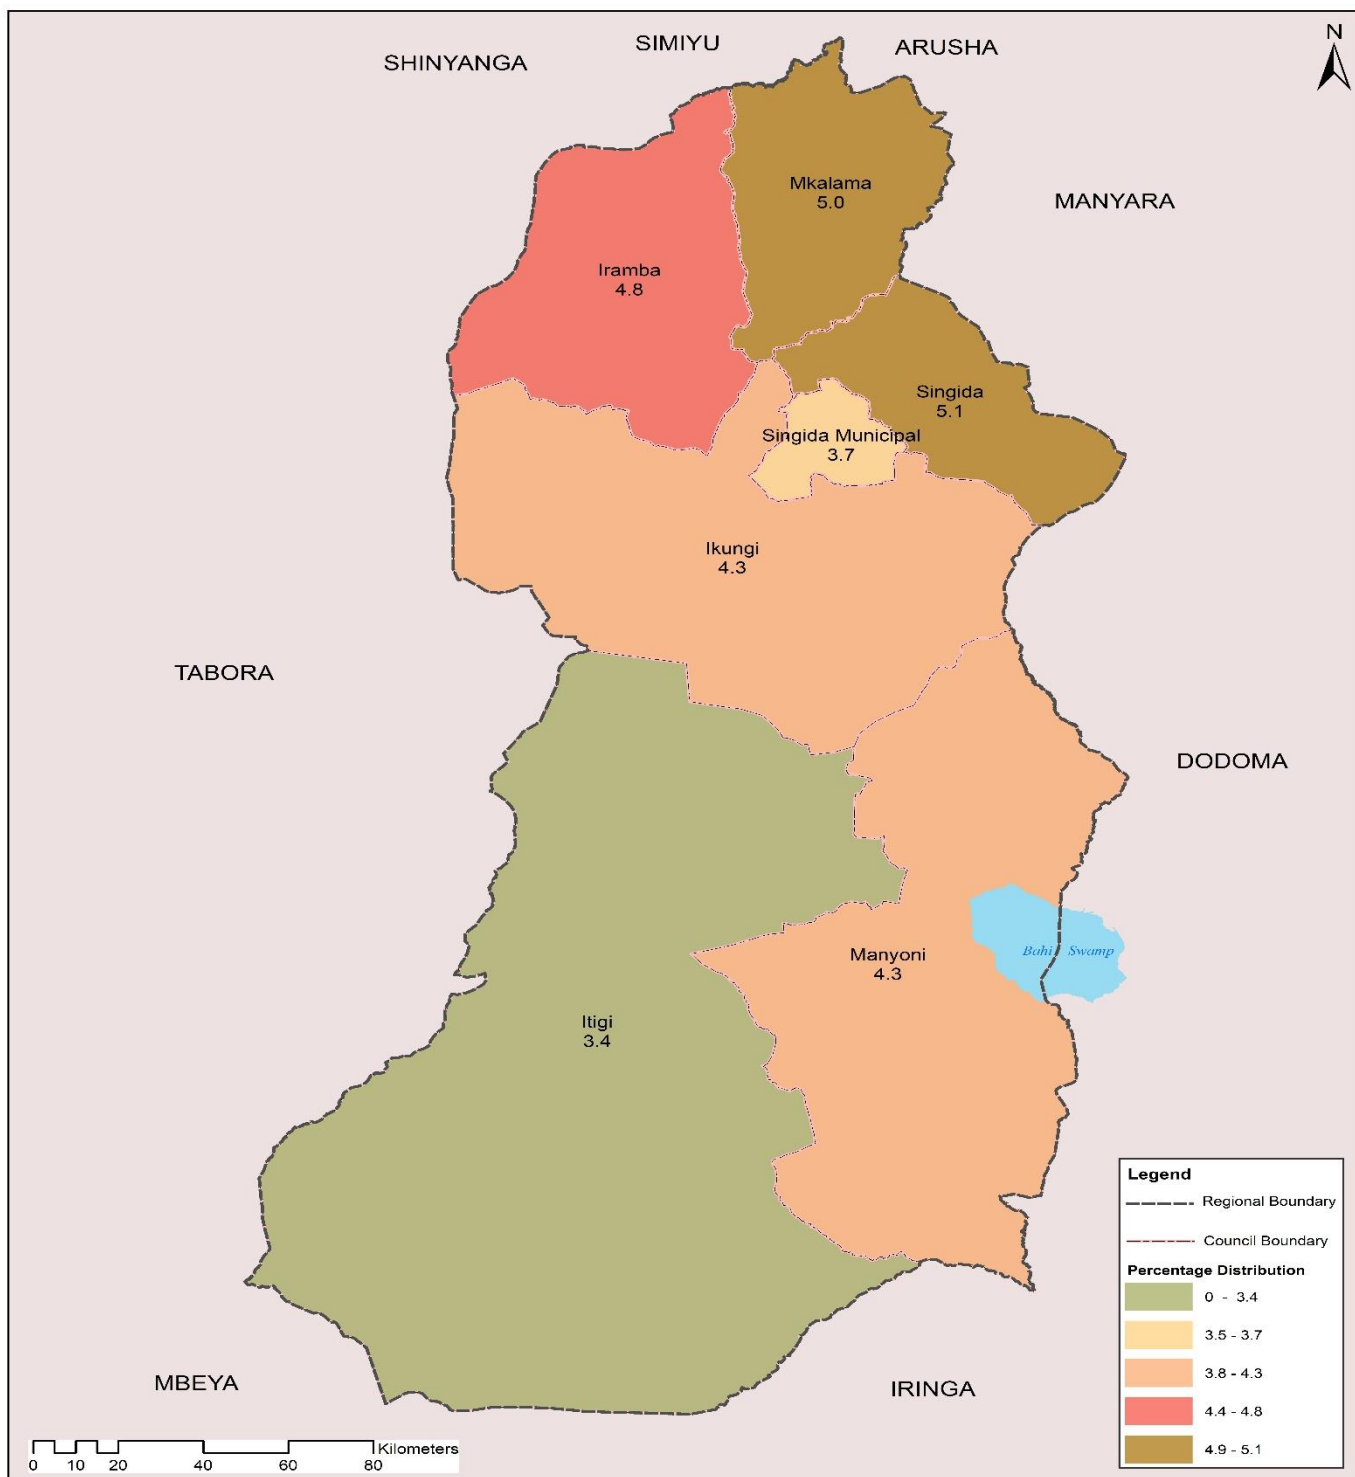 SIMIYU
ARUSHA
N
SHINYANGA
Mkalama
5.0
MANYARA
Iramba
4.8
Singida
5.1
Singida Municipal
3.7
Ikungi
4.3
TABORA
DODOMA
Manyoni
4.3
Bahi Swamp
Itigi
3.4
MBEYA
IRINGA
Legend
Regional Boundary
Council Boundary
Percentage Distribution
0 - 3.4
3.5 - 3.7
3.8 - 4.3
4.4 - 4.8
4.9 - 5.1
Kilometers
0 10 20 40 60 80